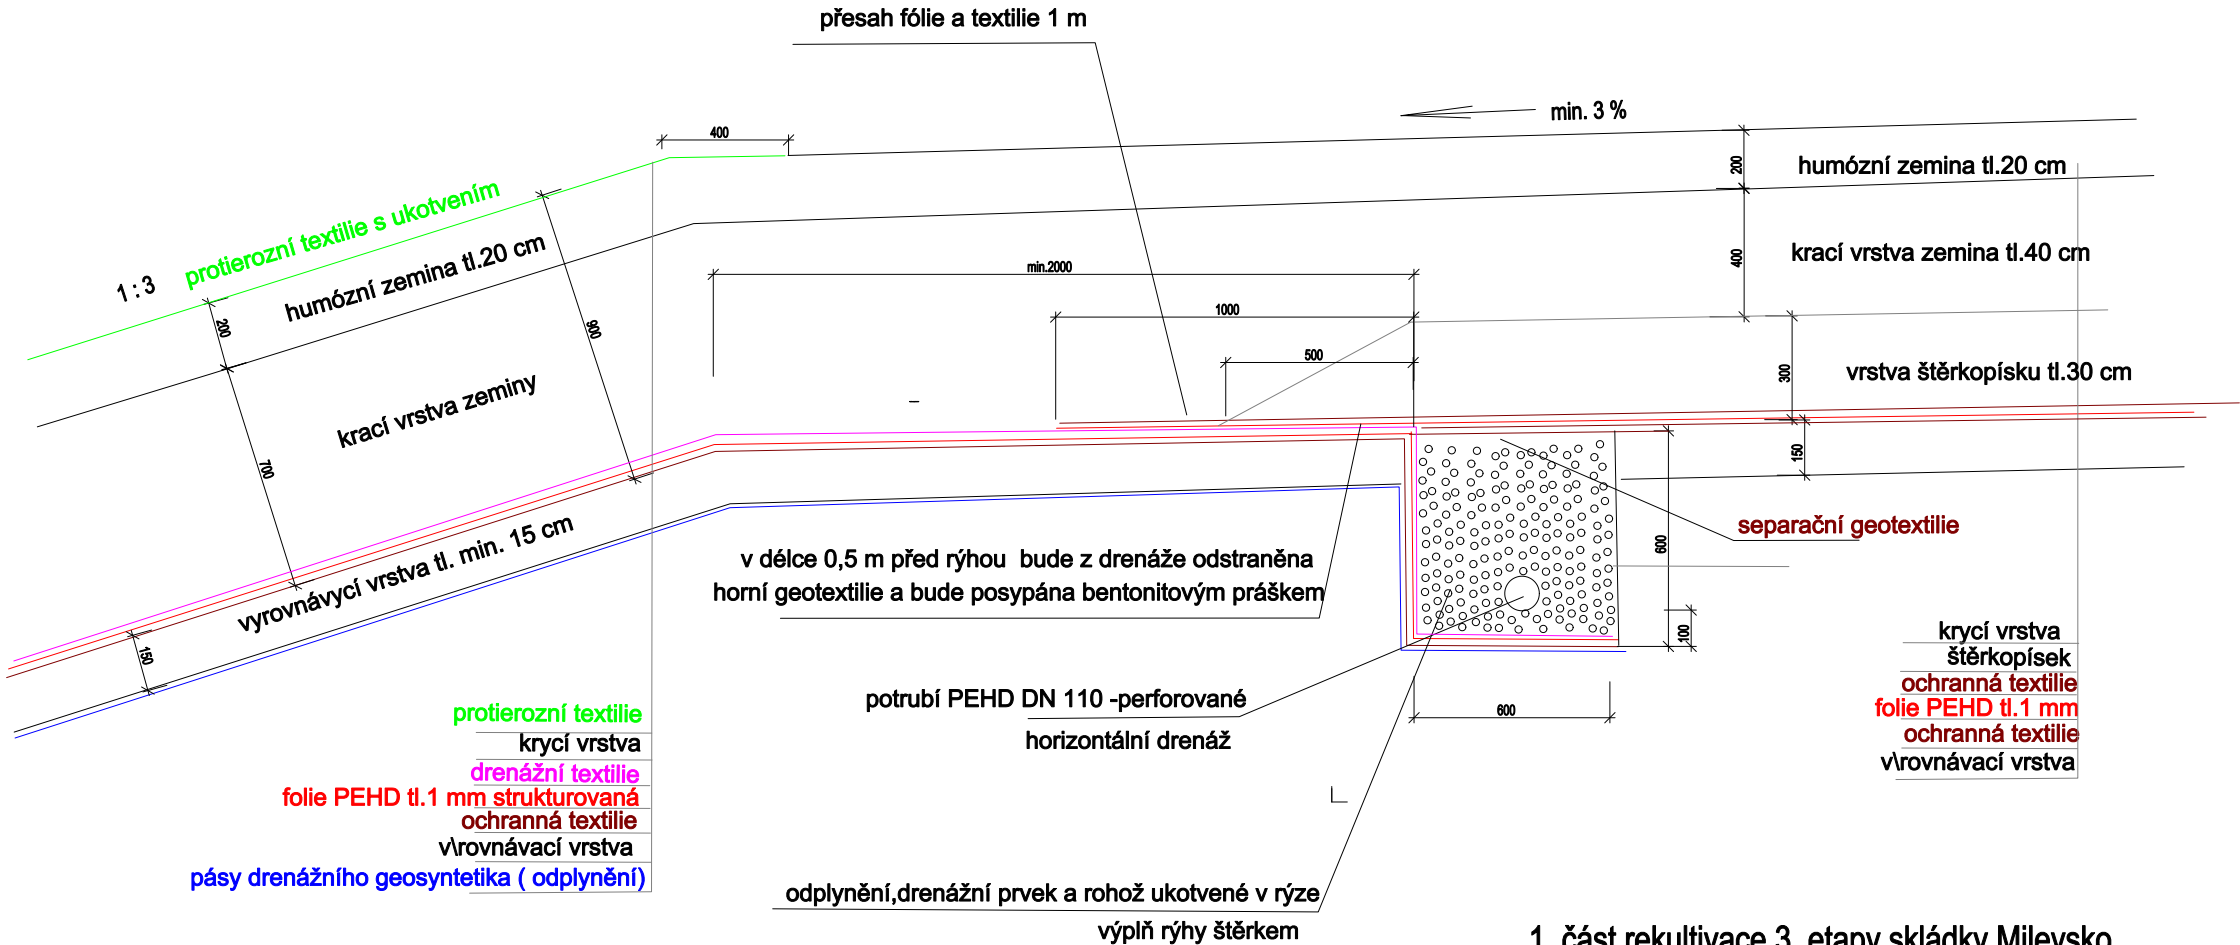 přesah fólie a textilie 1 m
min. 3 %
400
200
humózní zemina tl.20 cm
protierozní textilie s ukotvením
1 : 3
humózní zemina tl.20 cm
krací vrstva zemina tl.40 cm
400
min.2000
1000
200
900
500
300
vrstva štěrkopísku tl.30 cm
krací vrstva zeminy
700
150
separační geotextilie
600
vyrovnávycí vrstva tl. min. 15 cm
v délce 0,5 m před rýhou bude z drenáže odstraněna
horní geotextilie a bude posypána bentonitovým práškem
100
150
krycí vrstva
štěrkopísek
ochranná textilie
folie PEHD tl.1 mm
ochranná textilie
v\rovnávací vrstva
potrubí PEHD DN 110 -perforované
horizontální drenáž
600
protierozní textilie
krycí vrstva
drenážní textilie
folie PEHD tl.1 mm strukturovaná
ochranná textilie
v\rovnávací vrstva
pásy drenážního geosyntetika ( odplynění)
odplynění,drenážní prvek a rohož ukotvené v rýze
výplň rýhy štěrkem
1. část rekultivace 3. etapy skládky Milevsko